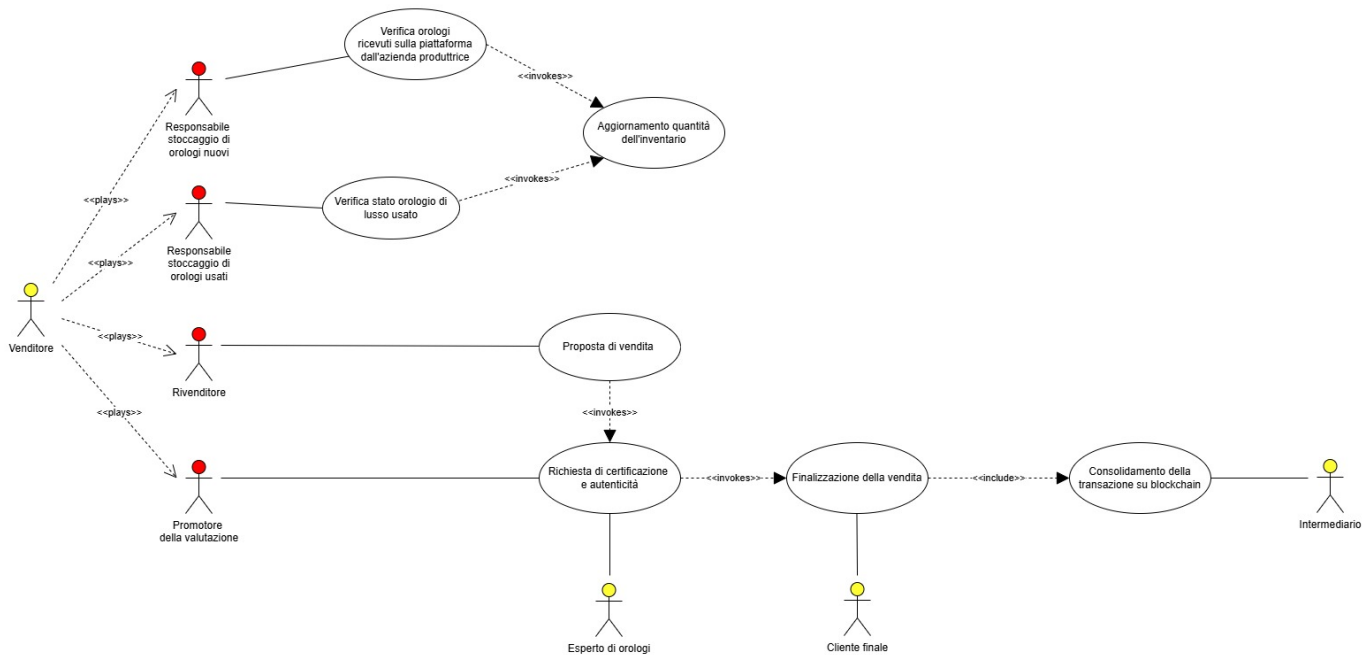 Verifica orologi
ricevuti sulla piattaforma
dall'azienda produttrice
<<invokes>>
Responsabile
stoccaggio di
orologi nuovi
Aggiornamento quantità
dell'inventario
<<plays>>
<<invokes>>
Verifica stato orologio di
lusso usato
Responsabile
stoccaggio di
orologi usati
<<plays>>
Venditore
<<plays>>
Rivenditore
Proposta di vendita
<<plays>>
<<invokes>>
Promotore
della valutazione
Richiesta di certificazione
e autenticità
<<invokes>>
Finalizzazione della vendita
<<include>>
Consolidamento della
transazione su blockchain
Intermediario
Esperto di orologi
Cliente finale